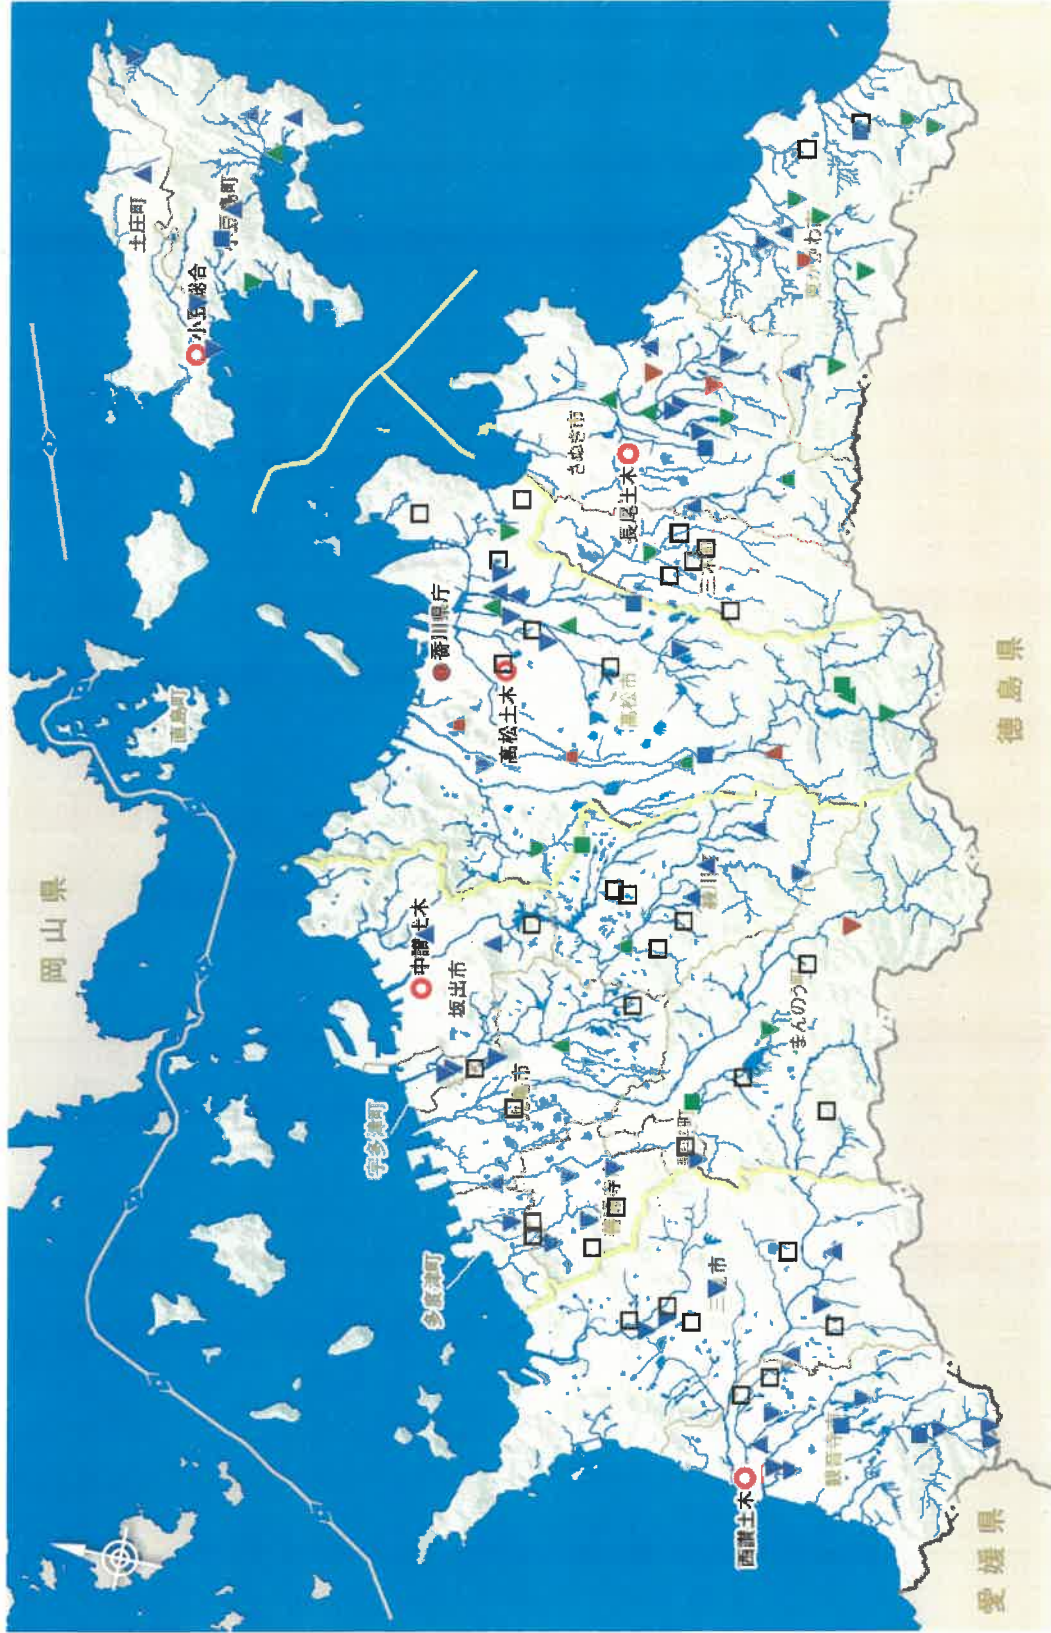 岡山県
土庄町
小豆島町
小豆総合
直島町
香川県庁
高松土木
高松市
さぬき市
長尾土木
三木町
東かがわ市
中讃土木
坂出市
宇多津町
丸亀市
多度津町
善通寺市
琴平町
綾川町
まんのう町
三豊市
観音寺市
西讃土木
徳島県
愛媛県